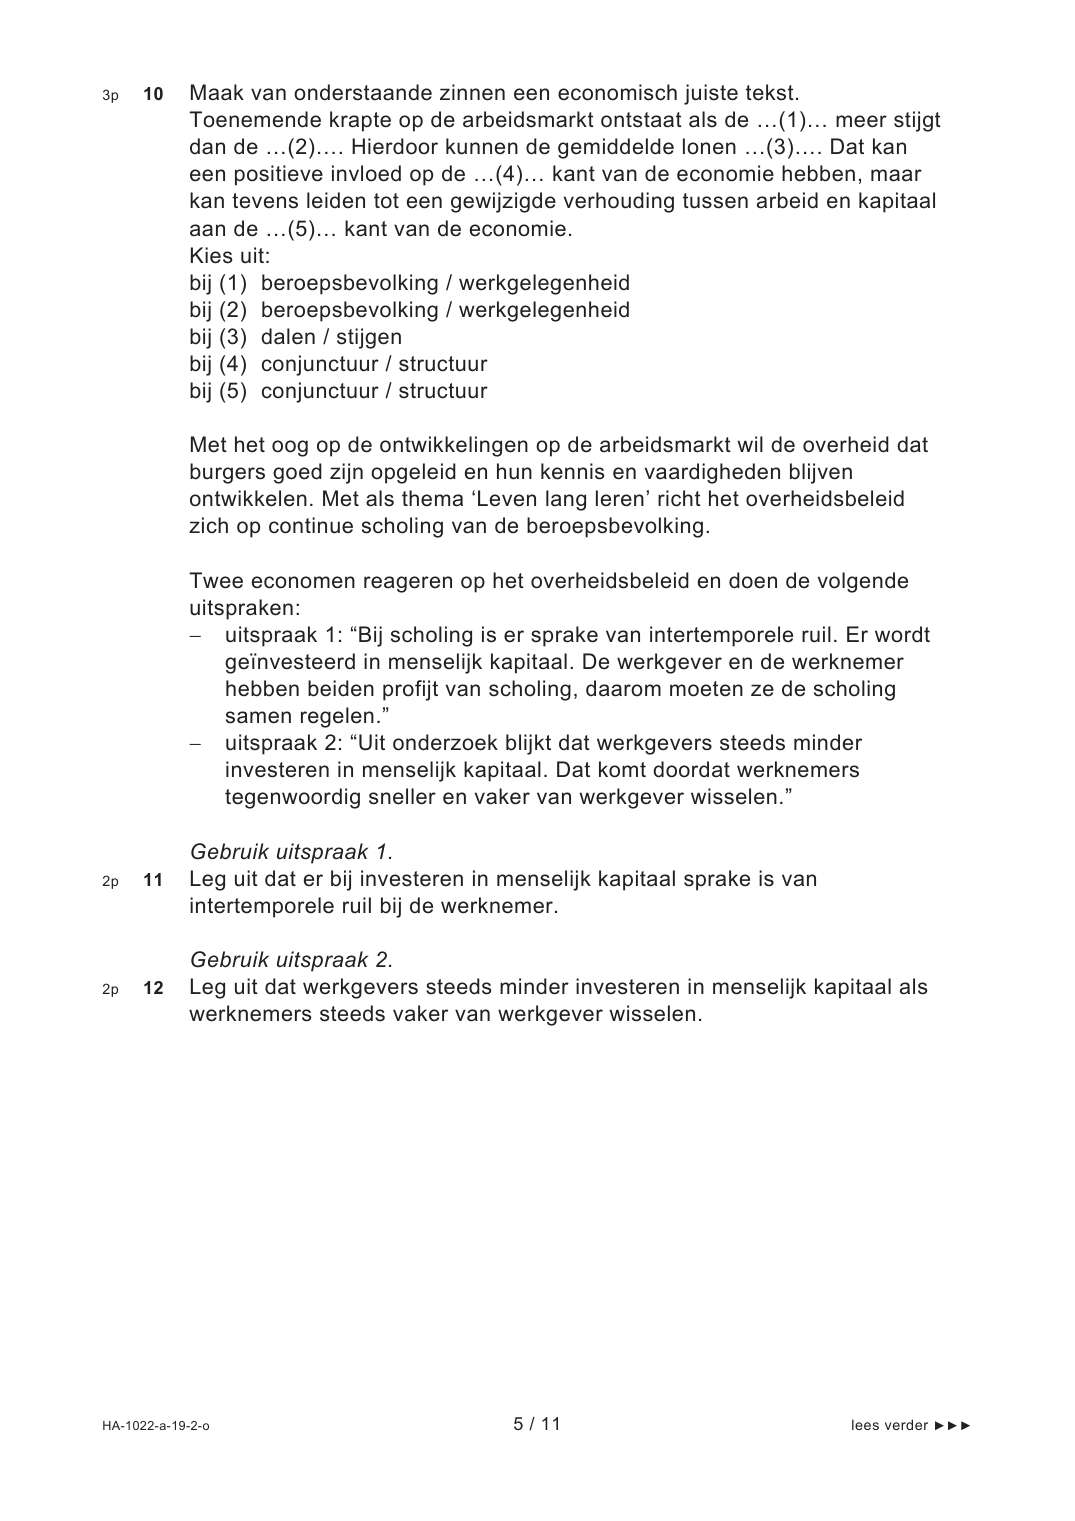 3p 10 Maak van onderstaande zinnen een economisch juiste tekst.
Toenemende krapte op de arbeidsmarkt ontstaat als de …(1)… meer stijgt
dan de …(2)…. Hierdoor kunnen de gemiddelde lonen …(3)…. Dat kan
een positieve invloed op de …(4)… kant van de economie hebben, maar
kan tevens leiden tot een gewijzigde verhouding tussen arbeid en kapitaal
aan de …(5)… kant van de economie.
Kies uit:
bij (1) beroepsbevolking / werkgelegenheid
bij (2) beroepsbevolking / werkgelegenheid
bij (3) dalen / stijgen
bij (4) conjunctuur / structuur
bij (5) conjunctuur / structuur
Met het oog op de ontwikkelingen op de arbeidsmarkt wil de overheid dat
burgers goed zijn opgeleid en hun kennis en vaardigheden blijven
ontwikkelen. Met als thema ‘Leven lang leren’ richt het overheidsbeleid
zich op continue scholing van de beroepsbevolking.
Twee economen reageren op het overheidsbeleid en doen de volgende
uitspraken:
– uitspraak 1: “Bij scholing is er sprake van intertemporele ruil. Er wordt
geïnvesteerd in menselijk kapitaal. De werkgever en de werknemer
hebben beiden profijt van scholing, daarom moeten ze de scholing
samen regelen.”
– uitspraak 2: “Uit onderzoek blijkt dat werkgevers steeds minder
investeren in menselijk kapitaal. Dat komt doordat werknemers
tegenwoordig sneller en vaker van werkgever wisselen.”
Gebruik uitspraak 1.
2p 11 Leg uit dat er bij investeren in menselijk kapitaal sprake is van
intertemporele ruil bij de werknemer.
Gebruik uitspraak 2.
2p 12 Leg uit dat werkgevers steeds minder investeren in menselijk kapitaal als
werknemers steeds vaker van werkgever wisselen.
HA-1022-a-19-2-o 5 / 11 lees verder ►►►